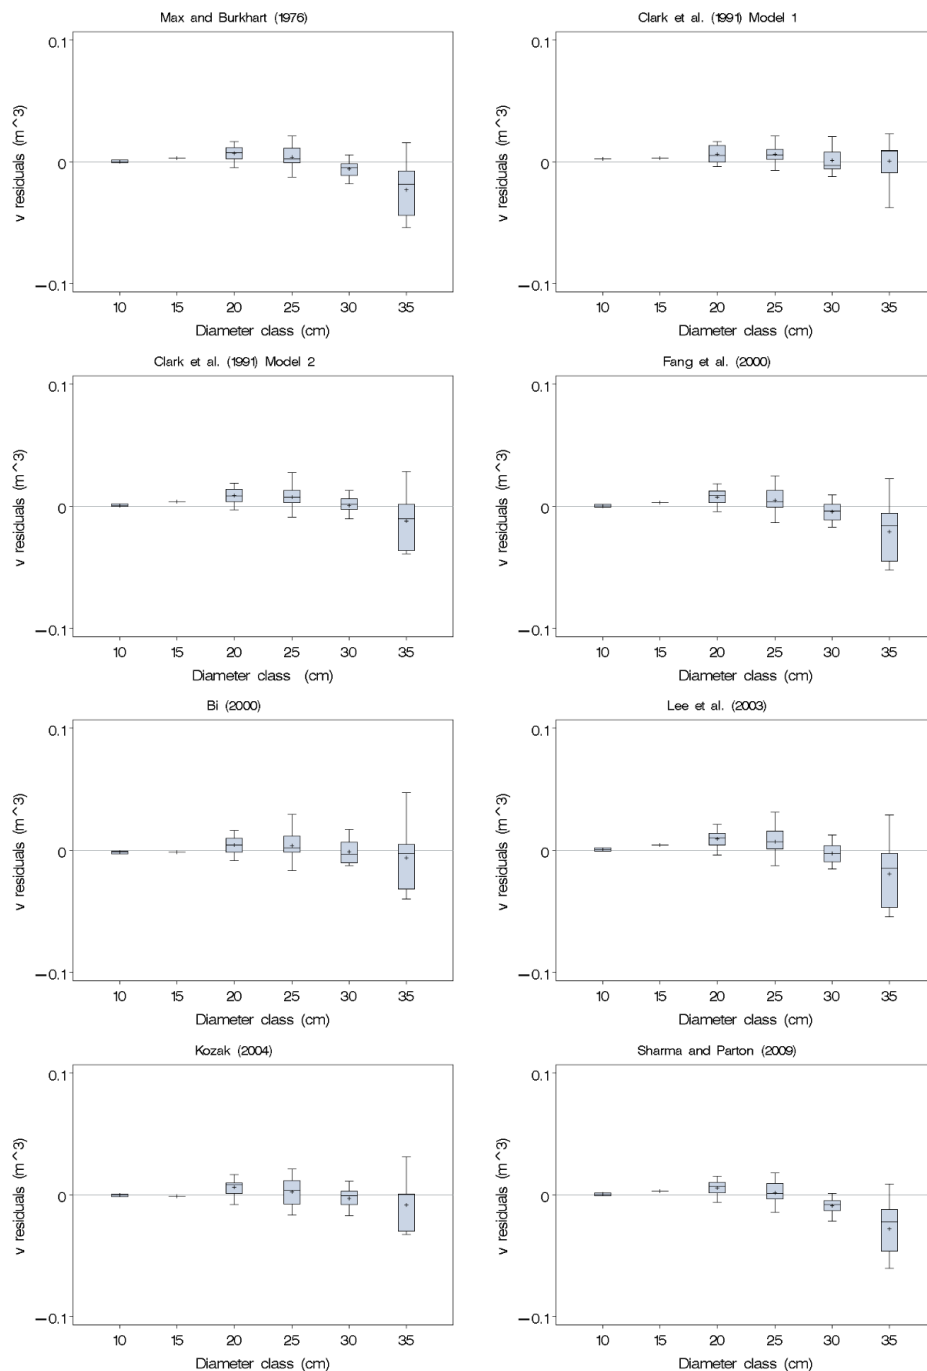 Max and Burkhart (1976)
0.1
0
−0.1
v residuals (m^3)
10 15 20 25 30 35
Diameter class (cm)
Clark et al. (1991) Model 1
0.1
0
−0.1
v residuals (m^3)
10 15 20 25 30 35
Diameter class (cm)
Clark et al. (1991) Model 2
0.1
0
−0.1
v residuals (m^3)
10 15 20 25 30 35
Diameter class (cm)
Fang et al. (2000)
0.1
0
−0.1
v residuals (m^3)
10 15 20 25 30 35
Diameter class (cm)
Bi (2000)
0.1
0
−0.1
v residuals (m^3)
10 15 20 25 30 35
Diameter class (cm)
Lee et al. (2003)
0.1
0
−0.1
v residuals (m^3)
10 15 20 25 30 35
Diameter class (cm)
Kozak (2004)
0.1
0
−0.1
v residuals (m^3)
10 15 20 25 30 35
Diameter class (cm)
Sharma and Parton (2009)
0.1
0
−0.1
v residuals (m^3)
10 15 20 25 30 35
Diameter class (cm)